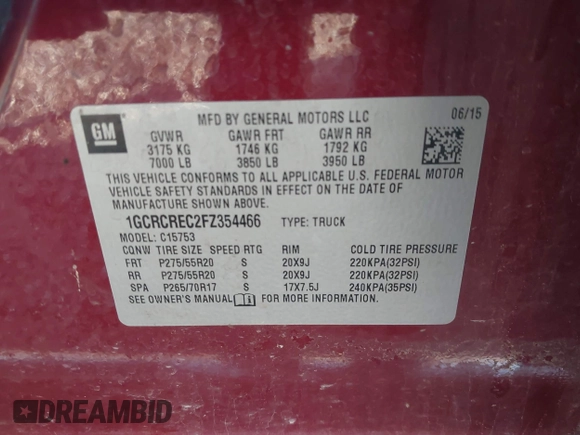 GM
MFD BY GENERAL MOTORS LLC
06/15
GVWR GAWR FRT GAWR RR
3175 KG 1746 KG 1792 KG
7000 LB 3850 LB 3950 LB
THIS VEHICLE CONFORMS TO ALL APPLICABLE U.S. FEDERAL MOTOR
VEHICLE SAFETY STANDARDS IN EFFECT ON THE DATE OF
MANUFACTURE SHOWN ABOVE.
1GCRCREC2FZ354466 TYPE: TRUCK
MODEL: C15753
CQNW TIRE SIZE SPEED RTG RIM COLD TIRE PRESSURE
FRT P275/55R20 S 20X9J 220KPA(32PSI)
RR P275/55R20 S 20X9J 220KPA(32PSI)
SPA P265/70R17 S 17X7.5J 240KPA(35PSI)
SEE OWNER'S MANUAL FOR MORE INFORMATION
DREAMBID